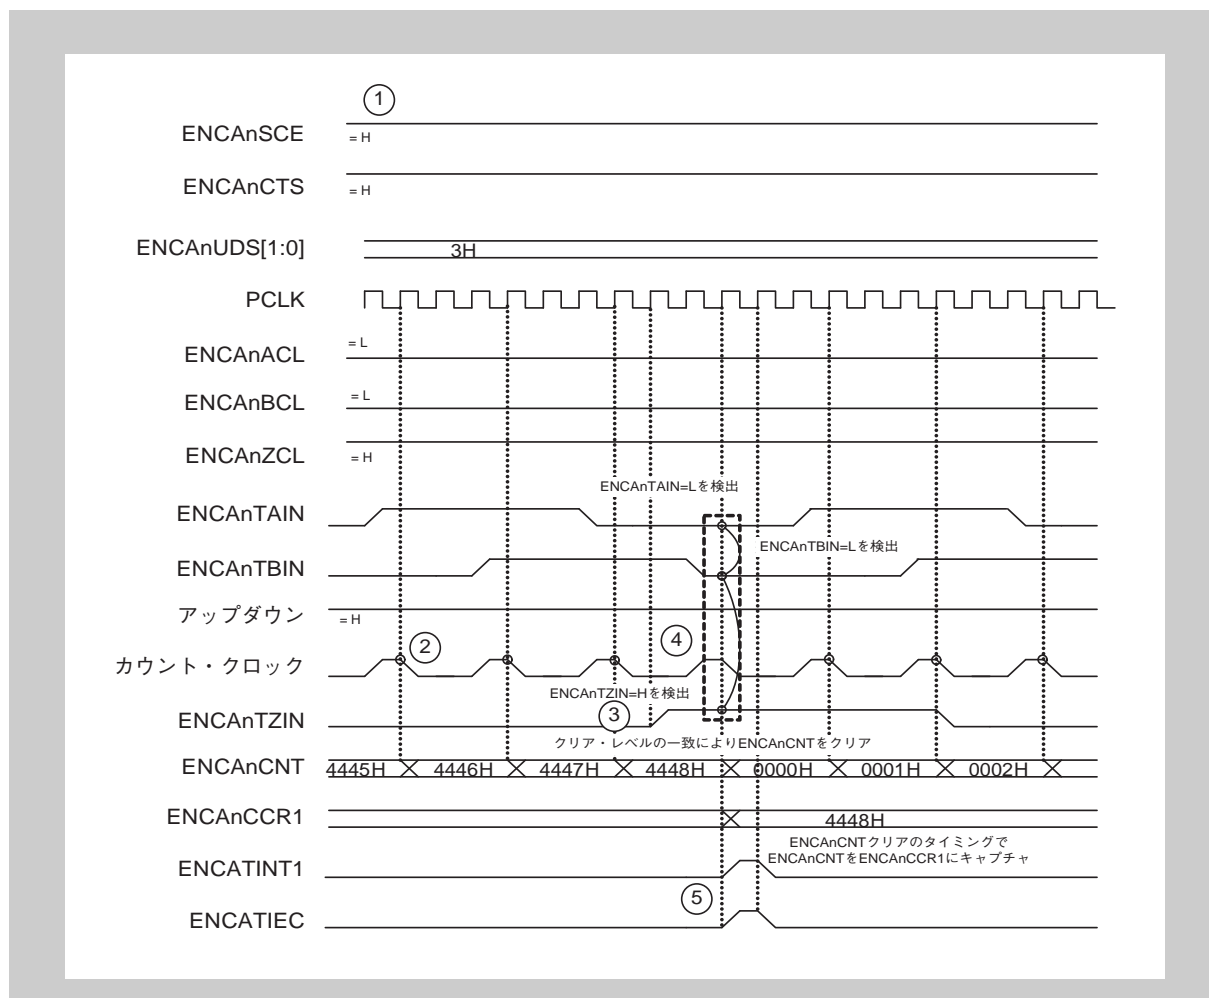 ①
ENCAnSCE
= H
ENCAnCTS
= H
ENCAnUDS[1:0]
3H
PCLK
ENCAnACL
= L
ENCAnBCL
= L
ENCAnZCL
= H
ENCAnTAIN=Lを検出
ENCAnTAIN
ENCAnTBIN=Lを検出
ENCAnTBIN
アップダウン
= H
②
④
カウント・クロック
ENCAnTZIN=Hを検出
③
ENCAnTZIN
クリア・レベルの一致によりENCAnCNTをクリア
ENCAnCNT
4445H 4446H 4447H 4448H 0000H 0001H 0002H
ENCAnCCR1
4448H
ENCAnCNTクリアのタイミングで
ENCAnCNTをENCAnCCR1にキャプチャ
ENCATINT1
⑤
ENCATIEC